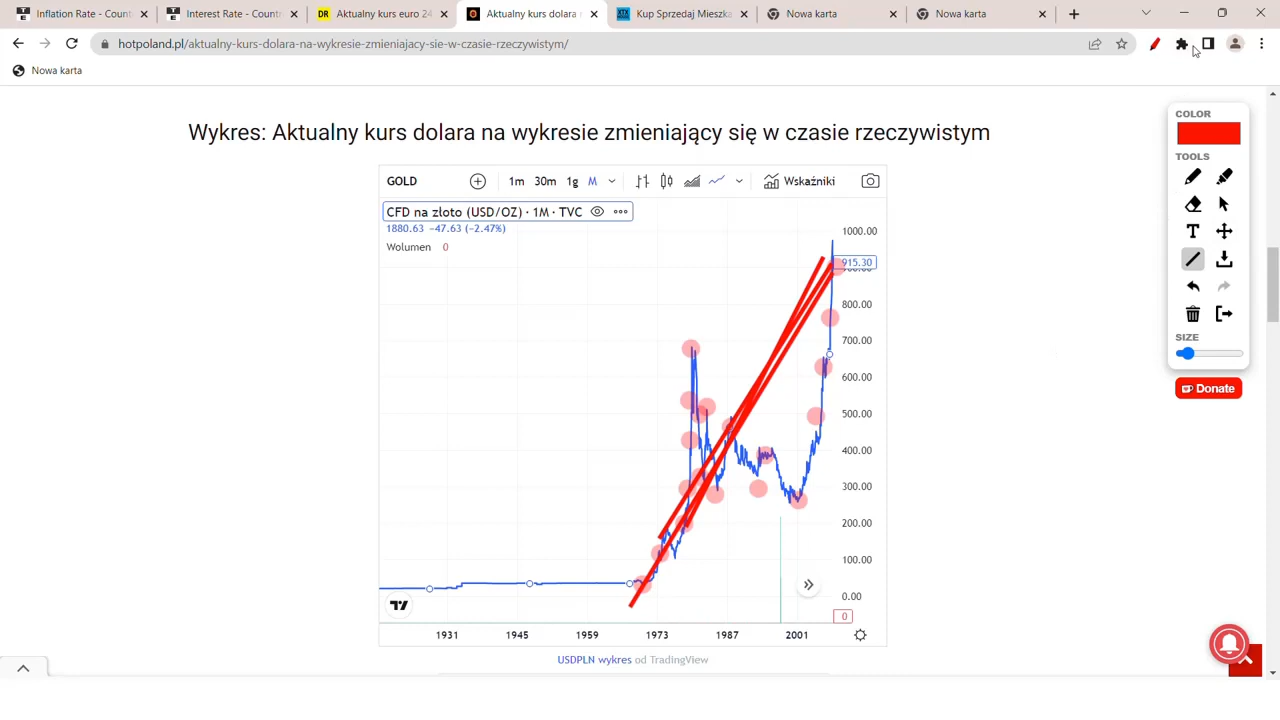 Inflation Rate - Count
Interest Rate - Countr
Aktualny kurs euro 24
Aktualny kurs dolara
Kup Sprzedaj Mieszka
Nowa karta
Nowa karta
hotpoland.pl/aktualny-kurs-dolara-na-wykresie-zmieniajacy-sie-w-czasie-rzeczywistym/
Nowa karta
Wykres: Aktualny kurs dolara na wykresie zmieniający się w czasie rzeczywistym
GOLD 1m 30m 1g M Wskaźniki
CFD na złoto (USD/OZ) · 1M · TVC
1880.63 −47.63 (−2.47%)
Wolumen 0
1000.00
915.30
900.00
800.00
700.00
600.00
500.00
400.00
300.00
200.00
100.00
0.00
0
1931 1945 1959 1973 1987 2001
USDPLN wykres od TradingView
COLOR
TOOLS
SIZE
Donate